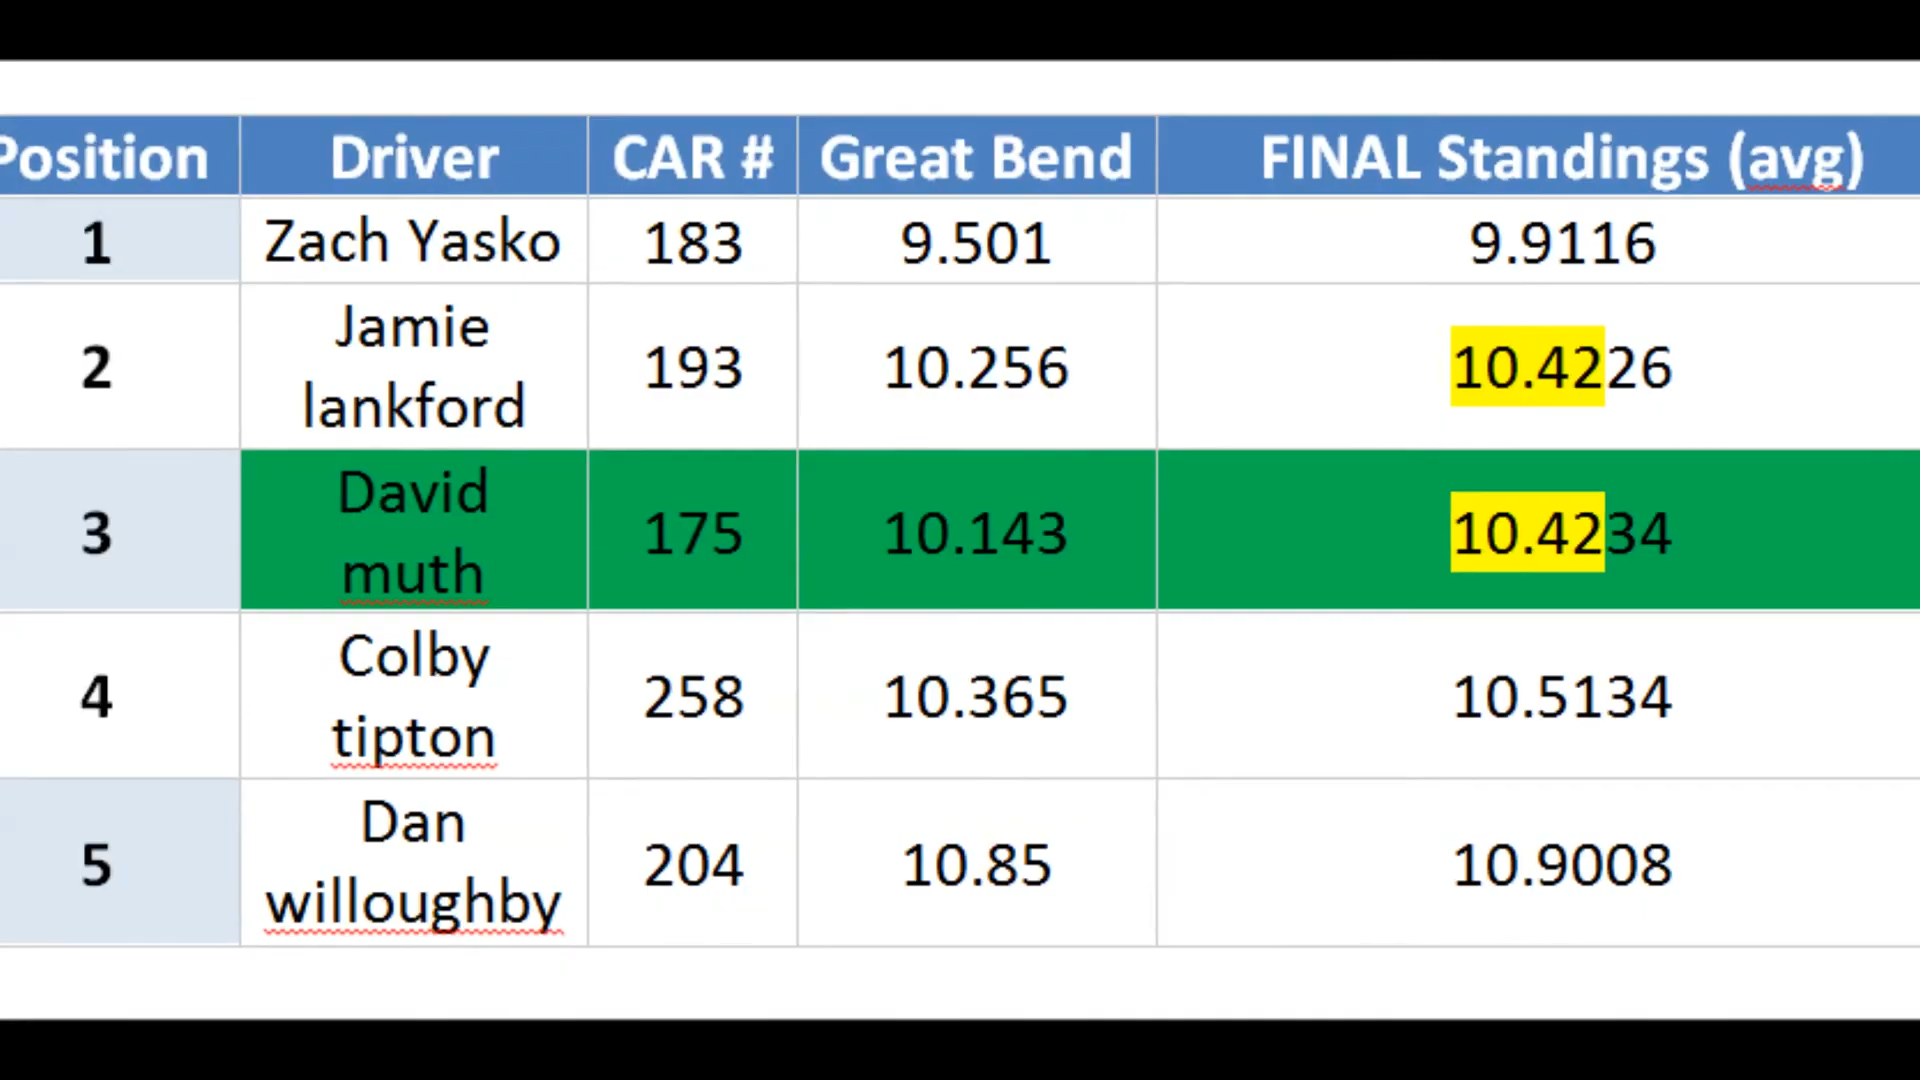 Position Driver CAR # Great Bend FINAL Standings (avg)
1 Zach Yasko 183 9.501 9.9116
2 Jamie lankford 193 10.256 10.4226
3 David muth 175 10.143 10.4234
4 Colby tipton 258 10.365 10.5134
5 Dan willoughby 204 10.85 10.9008